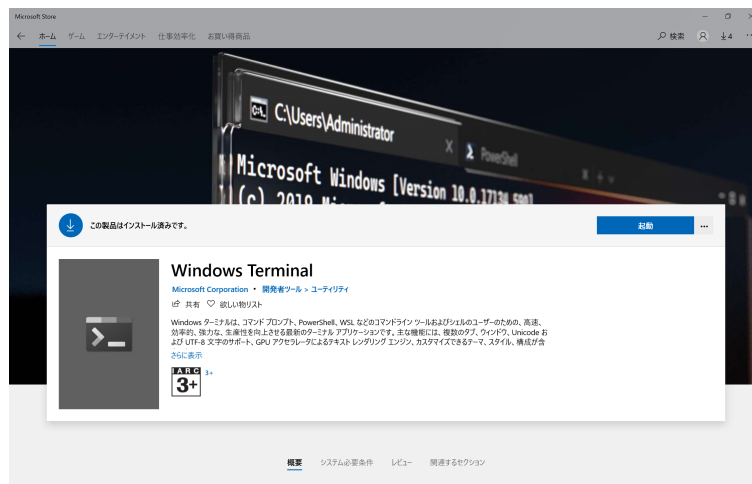 Microsoft Store
ホーム ゲーム エンターテイメント 仕事効率化 お買い得商品 検索 4
C:\Users\Administrator
PowerShell
Microsoft Windows [Version 10.0.17134.590]
(c) 2019
この製品はインストール済みです。 起動
Windows Terminal
Microsoft Corporation • 開発者ツール > ユーティリティ
共有 欲しい物リスト
Windows ターミナルは、コマンド プロンプト、PowerShell、WSL などのコマンドライン ツールおよびシェルのユーザーのための、高速、
効率的、強力な、生産性を向上させる最新のターミナル アプリケーションです。主な機能には、複数のタブ、ウィンドウ、Unicode お
よび UTF-8 文字のサポート、GPU アクセラレータによるテキスト レンダリング エンジン、カスタマイズできるテーマ、スタイル、構成が含
さらに表示
IARC
3+ 3+
概要 システム必要条件 レビュー 関連するセクション